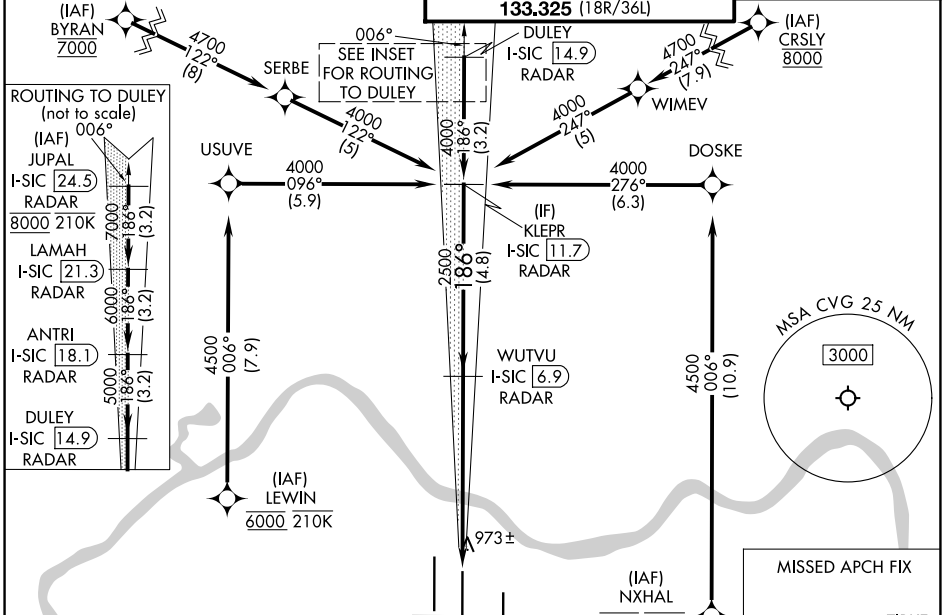 133.325 (18R/36L)
(IAF)
BYRAN
7000
4700
122°
(8)
SERBE
4000
122°
(5)
006°
SEE INSET
FOR ROUTING
TO DULEY
DULEY
I-SIC 14.9
RADAR
4700
247°
(7.9)
(IAF)
CRSLY
8000
WIMEV
4000
247°
(5)
4000
186°
(3.2)
ROUTING TO DULEY
(not to scale)
006°
(IAF)
JUPAL
I-SIC 24.5
RADAR
8000 210K
7000
186°
(3.2)
LAMAH
I-SIC 21.3
RADAR
6000
186°
(3.2)
ANTRI
I-SIC 18.1
RADAR
5000
186°
(3.2)
DULEY
I-SIC 14.9
RADAR
USUVE
4000
096°
(5.9)
DOSKE
4000
276°
(6.3)
(IF)
KLEPR
I-SIC 11.7
RADAR
2500
186°
(4.8)
4500
006°
(7.9)
WUTVU
I-SIC 6.9
RADAR
4500
006°
(10.9)
MSA CVG 25 NM
3000
(IAF)
LEWIN
6000 210K
973±
(IAF)
NXHAL
MISSED APCH FIX